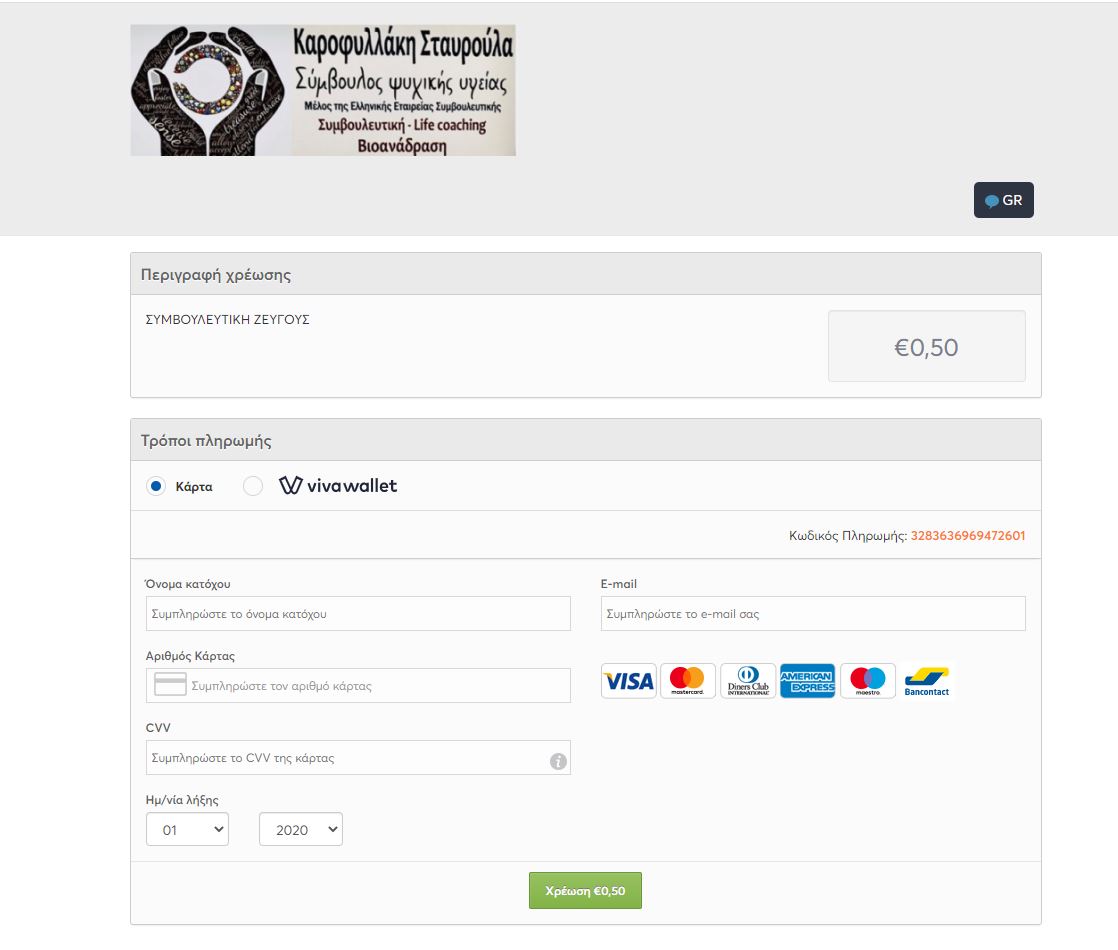 Καροφυλλάκη Σταυρούλα
Σύμβουλος ψυχικής υγείας
Μέλος της Ελληνικής Εταιρείας Συμβουλευτικής
Συμβουλευτική - Life coaching
Βιοανάδραση
sense
treasure
embrace
GR
Περιγραφή χρέωσης
ΣΥΜΒΟΥΛΕΥΤΙΚΗ ΖΕΥΓΟΥΣ
€0,50
Τρόποι πληρωμής
Κάρτα
vivawallet
Κωδικός Πληρωμής: 3283636969472601
Όνομα κατόχου
E-mail
Συμπληρώστε το όνομα κατόχου
Συμπληρώστε το e-mail σας
Αριθμός Κάρτας
Συμπληρώστε τον αριθμό κάρτας
VISA
mastercard.
Diners Club
INTERNATIONAL
AMERICAN
EXPRESS
maestro.
Bancontact
CVV
Συμπληρώστε το CVV της κάρτας
i
Ημ/νία λήξης
01
2020
Χρέωση €0,50